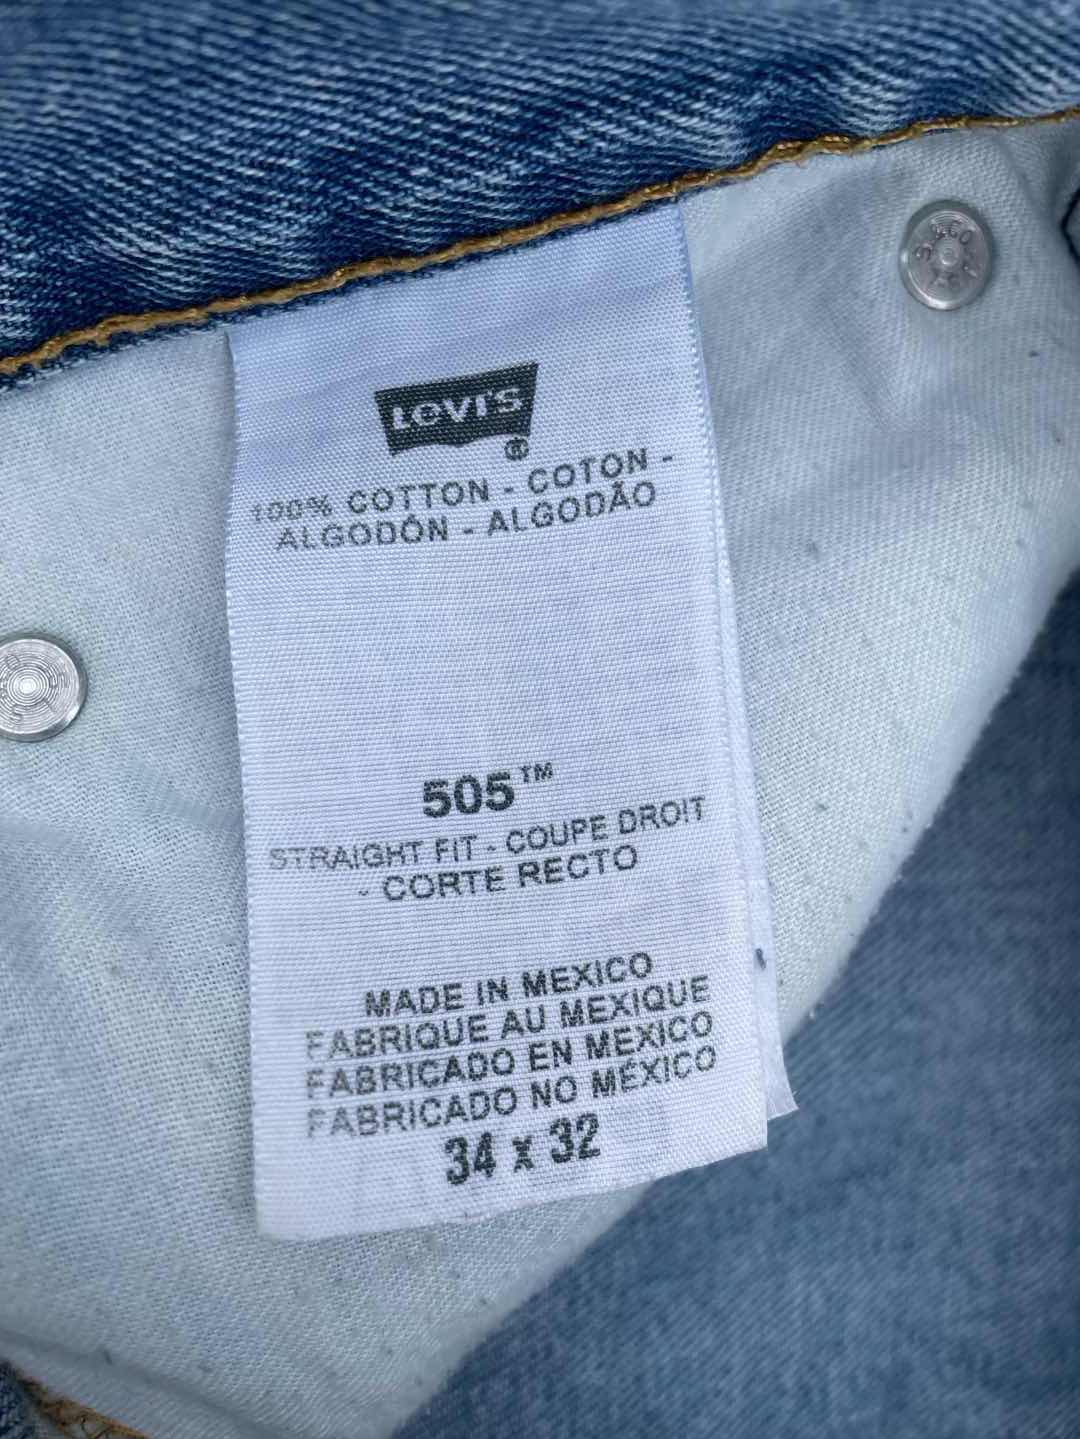 LOVI'S
®
100% COTTON - COTON -
ALGODÓN - ALGODÃO
505™
STRAIGHT FIT - COUPE DROIT
- CORTE RECTO
MADE IN MEXICO
FABRIQUE AU MEXIQUE
FABRICADO EN MEXICO
FABRICADO NO MÉXICO
34 x 32